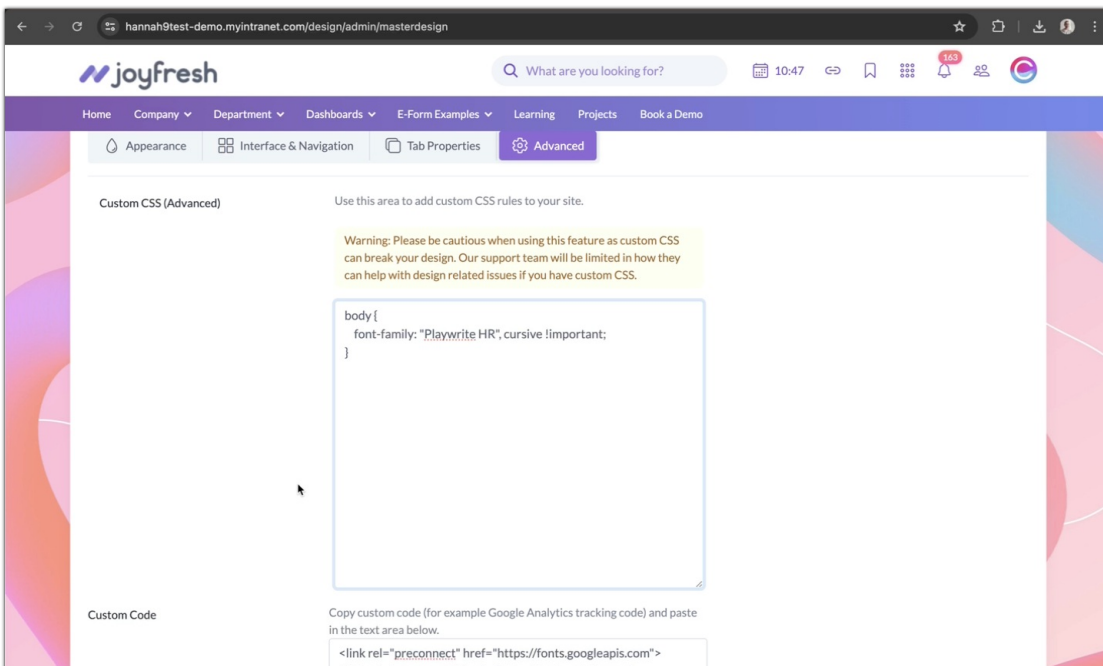 hannah9test-demo.myintranet.com/design/admin/masterdesign
joyfresh
What are you looking for?
10:47
163
Home Company Department Dashboards E-Form Examples Learning Projects Book a Demo
Appearance Interface & Navigation Tab Properties Advanced
Custom CSS (Advanced)
Use this area to add custom CSS rules to your site.
Warning: Please be cautious when using this feature as custom CSS
can break your design. Our support team will be limited in how they
can help with design related issues if you have custom CSS.
body {
font-family: "Playwrite HR", cursive !important;
}
Custom Code
Copy custom code (for example Google Analytics tracking code) and paste
in the text area below.
<link rel="preconnect" href="https://fonts.googleapis.com">